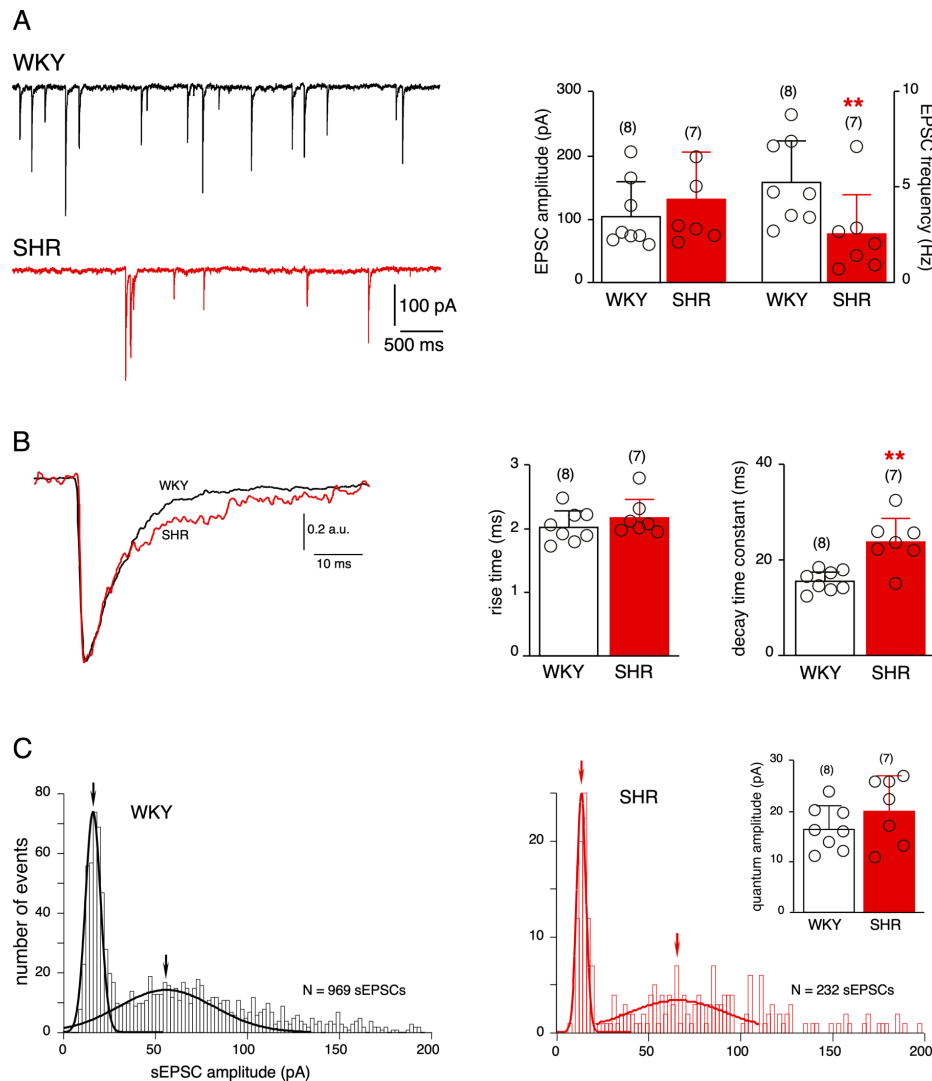 A
WKY
SHR
100 pA
500 ms
EPSC amplitude (pA)
300
200
100
0
(8)
(7)
(8)
**
(7)
10
5
0
EPSC frequency (Hz)
WKY
SHR
WKY
SHR
B
WKY
SHR
0.2 a.u.
10 ms
rise time (ms)
3
2
1
0
(8)
(7)
WKY
SHR
decay time constant (ms)
40
20
0
(8)
**
(7)
WKY
SHR
C
number of events
80
60
40
20
0
WKY
N = 969 sEPSCs
0
50
100
150
200
sEPSC amplitude (pA)
20
10
0
SHR
N = 232 sEPSCs
0
50
100
150
200
quantum amplitude (pA)
30
20
10
0
(8)
(7)
WKY
SHR